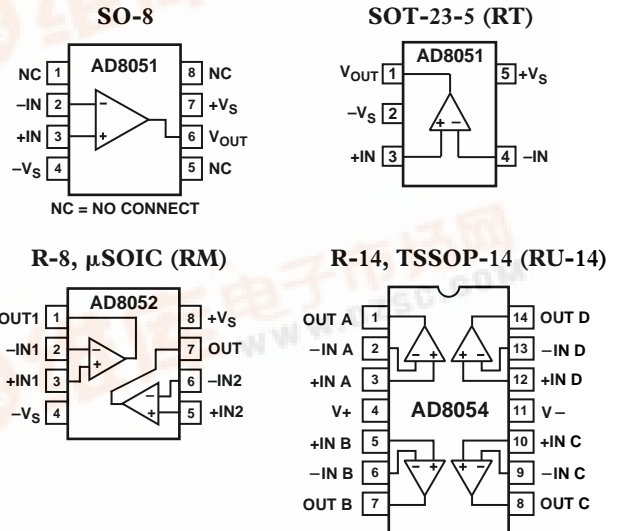 SO-8
NC 1 AD8051 8 NC
–IN 2 – 7 +VS
+IN 3 + 6 VOUT
–VS 4 5 NC
NC = NO CONNECT
SOT-23-5 (RT)
VOUT 1 AD8051 5 +VS
–VS 2
+ –
+IN 3 4 –IN
R-8, μSOIC (RM)
OUT1 1 AD8052 8 +VS
–IN1 2 – 7 OUT
+IN1 3 + – 6 –IN2
–VS 4 + 5 +IN2
R-14, TSSOP-14 (RU-14)
OUT A 1 14 OUT D
–IN A 2 – + + – 13 –IN D
+IN A 3 12 +IN D
V+ 4 AD8054 11 V–
+IN B 5 10 +IN C
–IN B 6 – + + – 9 –IN C
OUT B 7 8 OUT C